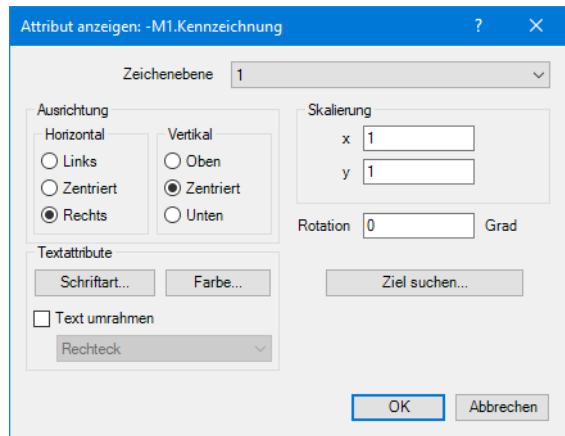 Attribut anzeigen: -M1.Kennzeichnung ? ×
Zeichenebene 1
Ausrichtung
Horizontal
Links
Zentriert
Rechts
Vertikal
Oben
Zentriert
Unten
Skalierung
x 1
y 1
Rotation 0 Grad
Textattribute
Schriftart... Farbe...
Text umrahmen
Rechteck
Ziel suchen...
OK Abbrechen